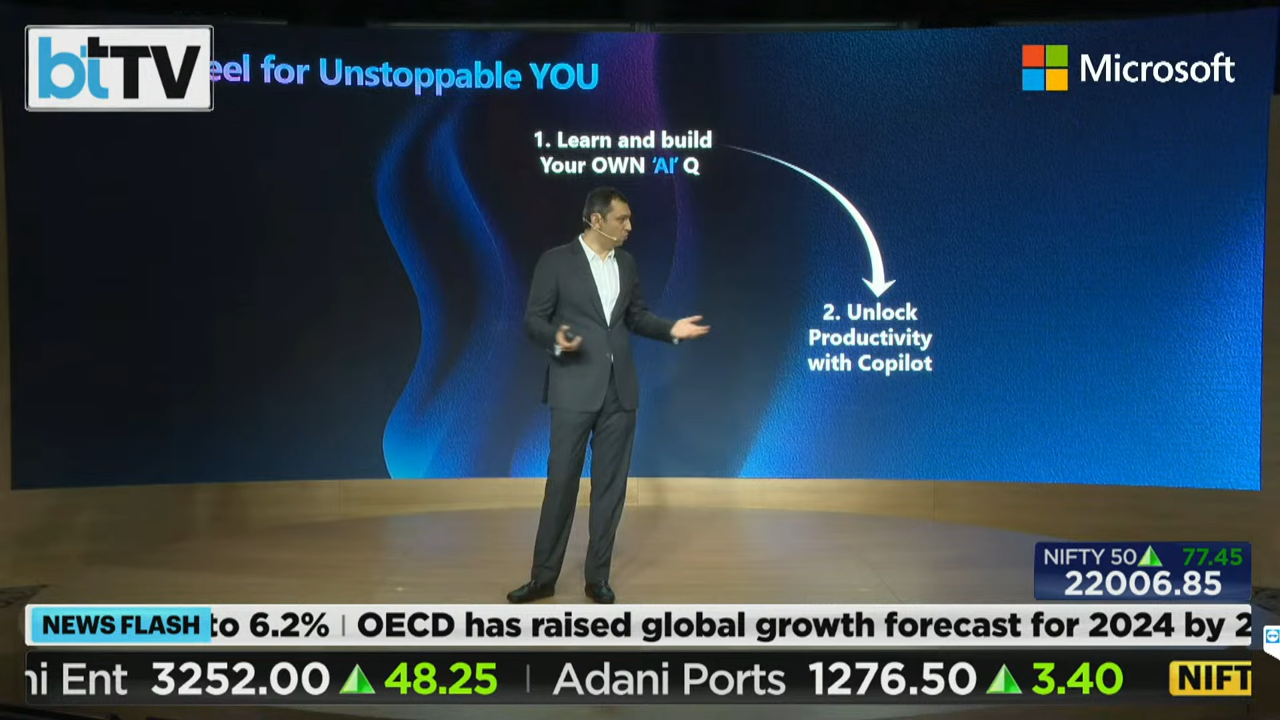 btTV
eel for Unstoppable YOU
Microsoft
1. Learn and build
Your OWN ‘AI’ Q
2. Unlock
Productivity
with Copilot
NIFTY 50 77.45
22006.85
NEWS FLASH to 6.2% | OECD has raised global growth forecast for 2024 by 2
ni Ent 3252.00 48.25 | Adani Ports 1276.50 3.40 NIFT